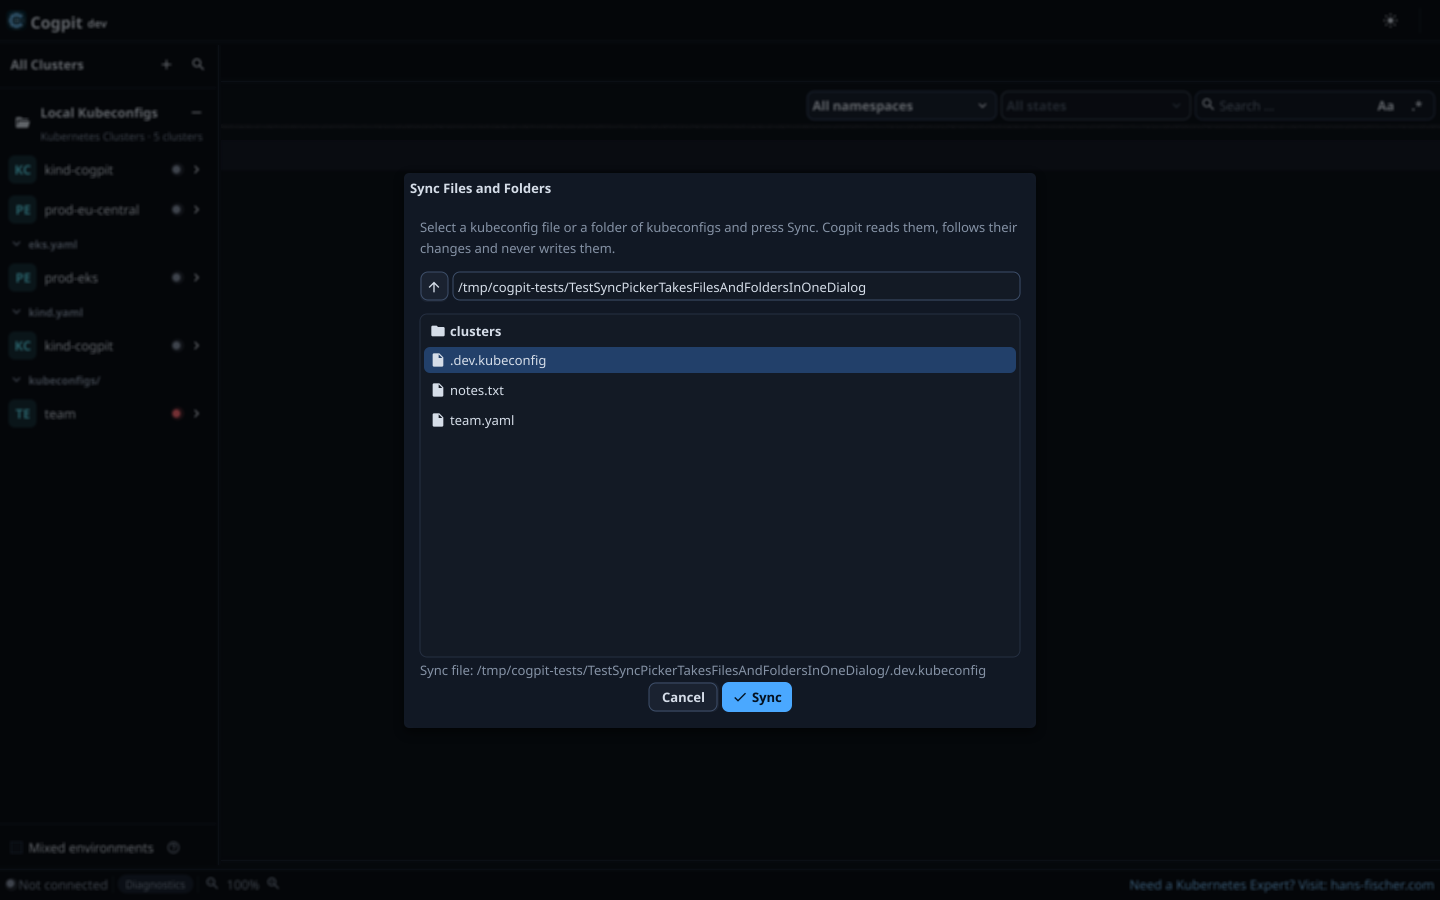 Cogpit dev
All Clusters
Local Kubeconfigs
Kubernetes Clusters · 5 clusters
KC kind-cogpit
PE prod-eu-central
eks.yaml
PE prod-eks
kind.yaml
KC kind-cogpit
kubeconfigs/
TE team
Mixed environments
Not connected Diagnostics 100%
All namespaces All states Search ... Aa .*
Sync Files and Folders
Select a kubeconfig file or a folder of kubeconfigs and press Sync. Cogpit reads them, follows their
changes and never writes them.
/tmp/cogpit-tests/TestSyncPickerTakesFilesAndFoldersInOneDialog
clusters
.dev.kubeconfig
notes.txt
team.yaml
Sync file: /tmp/cogpit-tests/TestSyncPickerTakesFilesAndFoldersInOneDialog/.dev.kubeconfig
Cancel Sync
Need a Kubernetes Expert? Visit: hans-fischer.com